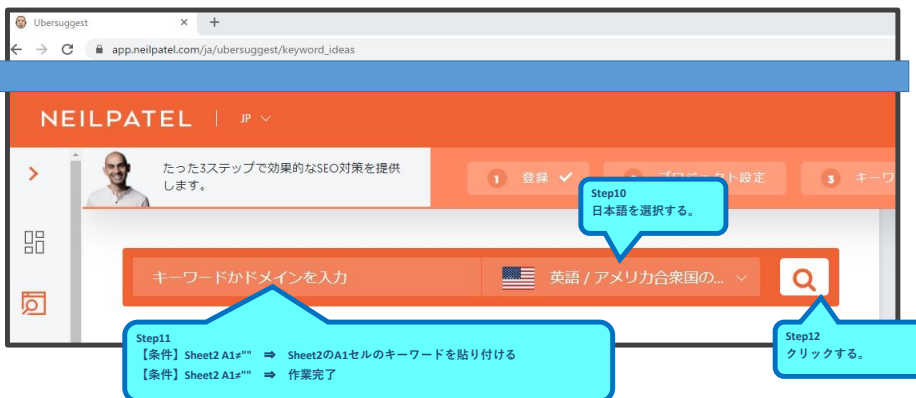 Ubersuggest × +
app.neilpatel.com/ja/ubersuggest/keyword_ideas
NEILPATEL | JP
たった3ステップで効果的なSEO対策を提供
します。
1 登録 ✔
クト設定
3 キーワ
Step10
日本語を選択する。
キーワードかドメインを入力
英語 / アメリカ合衆国の...
Step11
【条件】Sheet2 A1≠"" ⇒ Sheet2のA1セルのキーワードを貼り付ける
【条件】Sheet2 A1≠"" ⇒ 作業完了
Step12
クリックする。